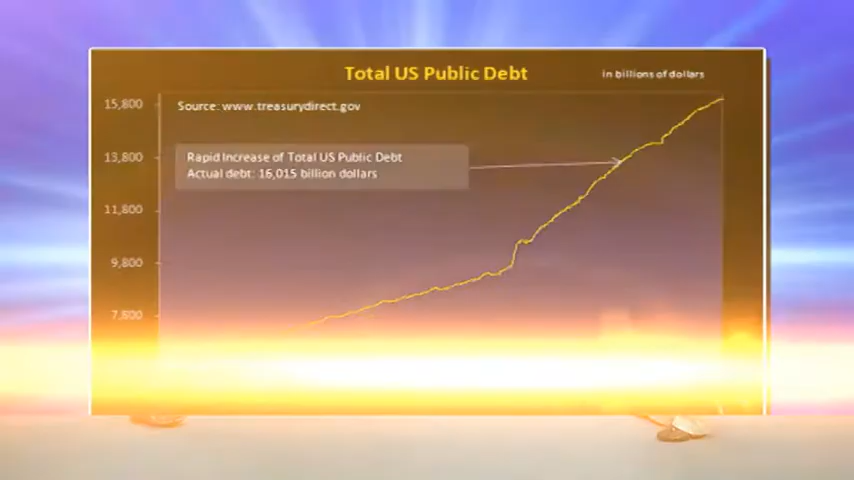 Total US Public Debt
in billions of dollars
15,800
Source: www.treasurydirect.gov
13,800
Rapid Increase of Total US Public Debt
Actual debt: 16,015 billion dollars
11,800
9,800
7,800